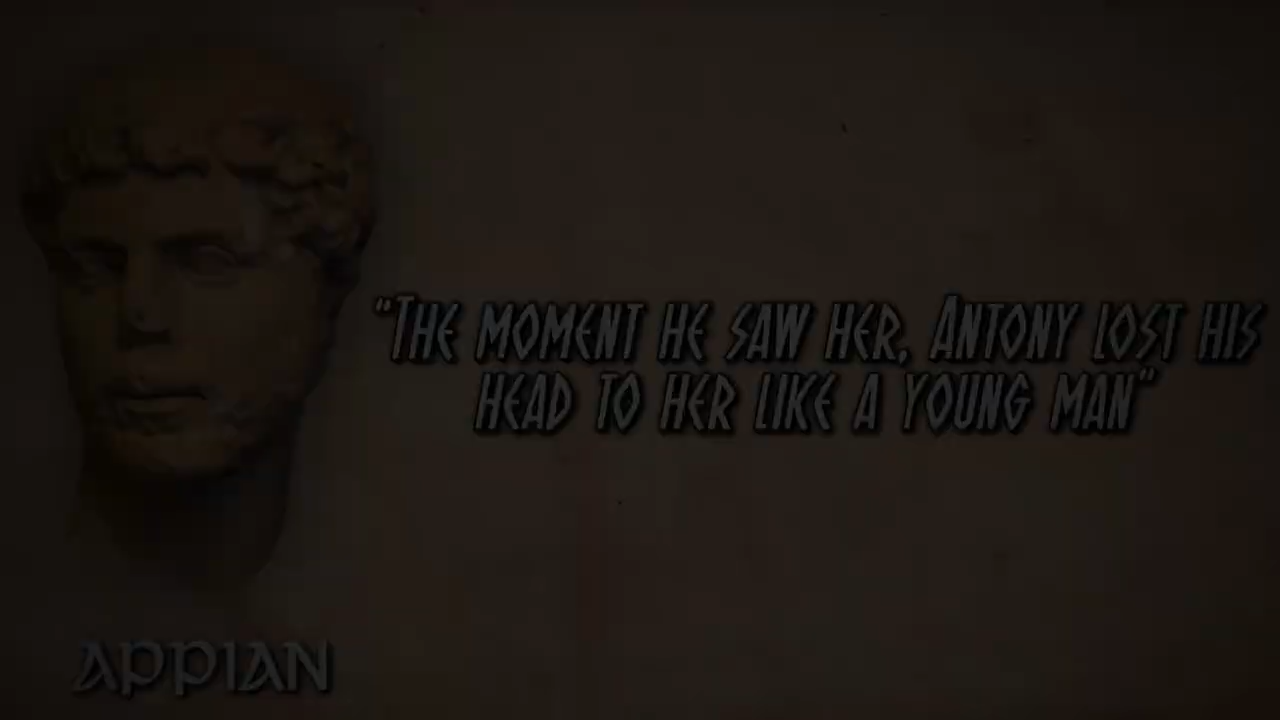 “The moment he saw her, Antony lost his
head to her like a young man”
Appian